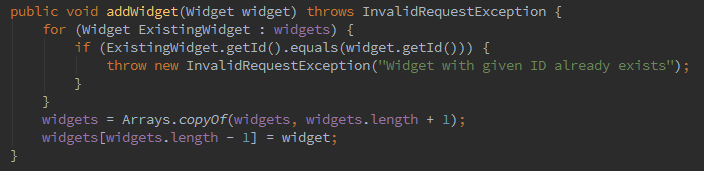 public void addWidget(Widget widget) throws InvalidRequestException {
    for (Widget ExistingWidget : widgets) {
        if (ExistingWidget.getId().equals(widget.getId())) {
            throw new InvalidRequestException("Widget with given ID already exists");
        }
    }
    widgets = Arrays.copyOf(widgets, widgets.length + 1);
    widgets[widgets.length - 1] = widget;
}